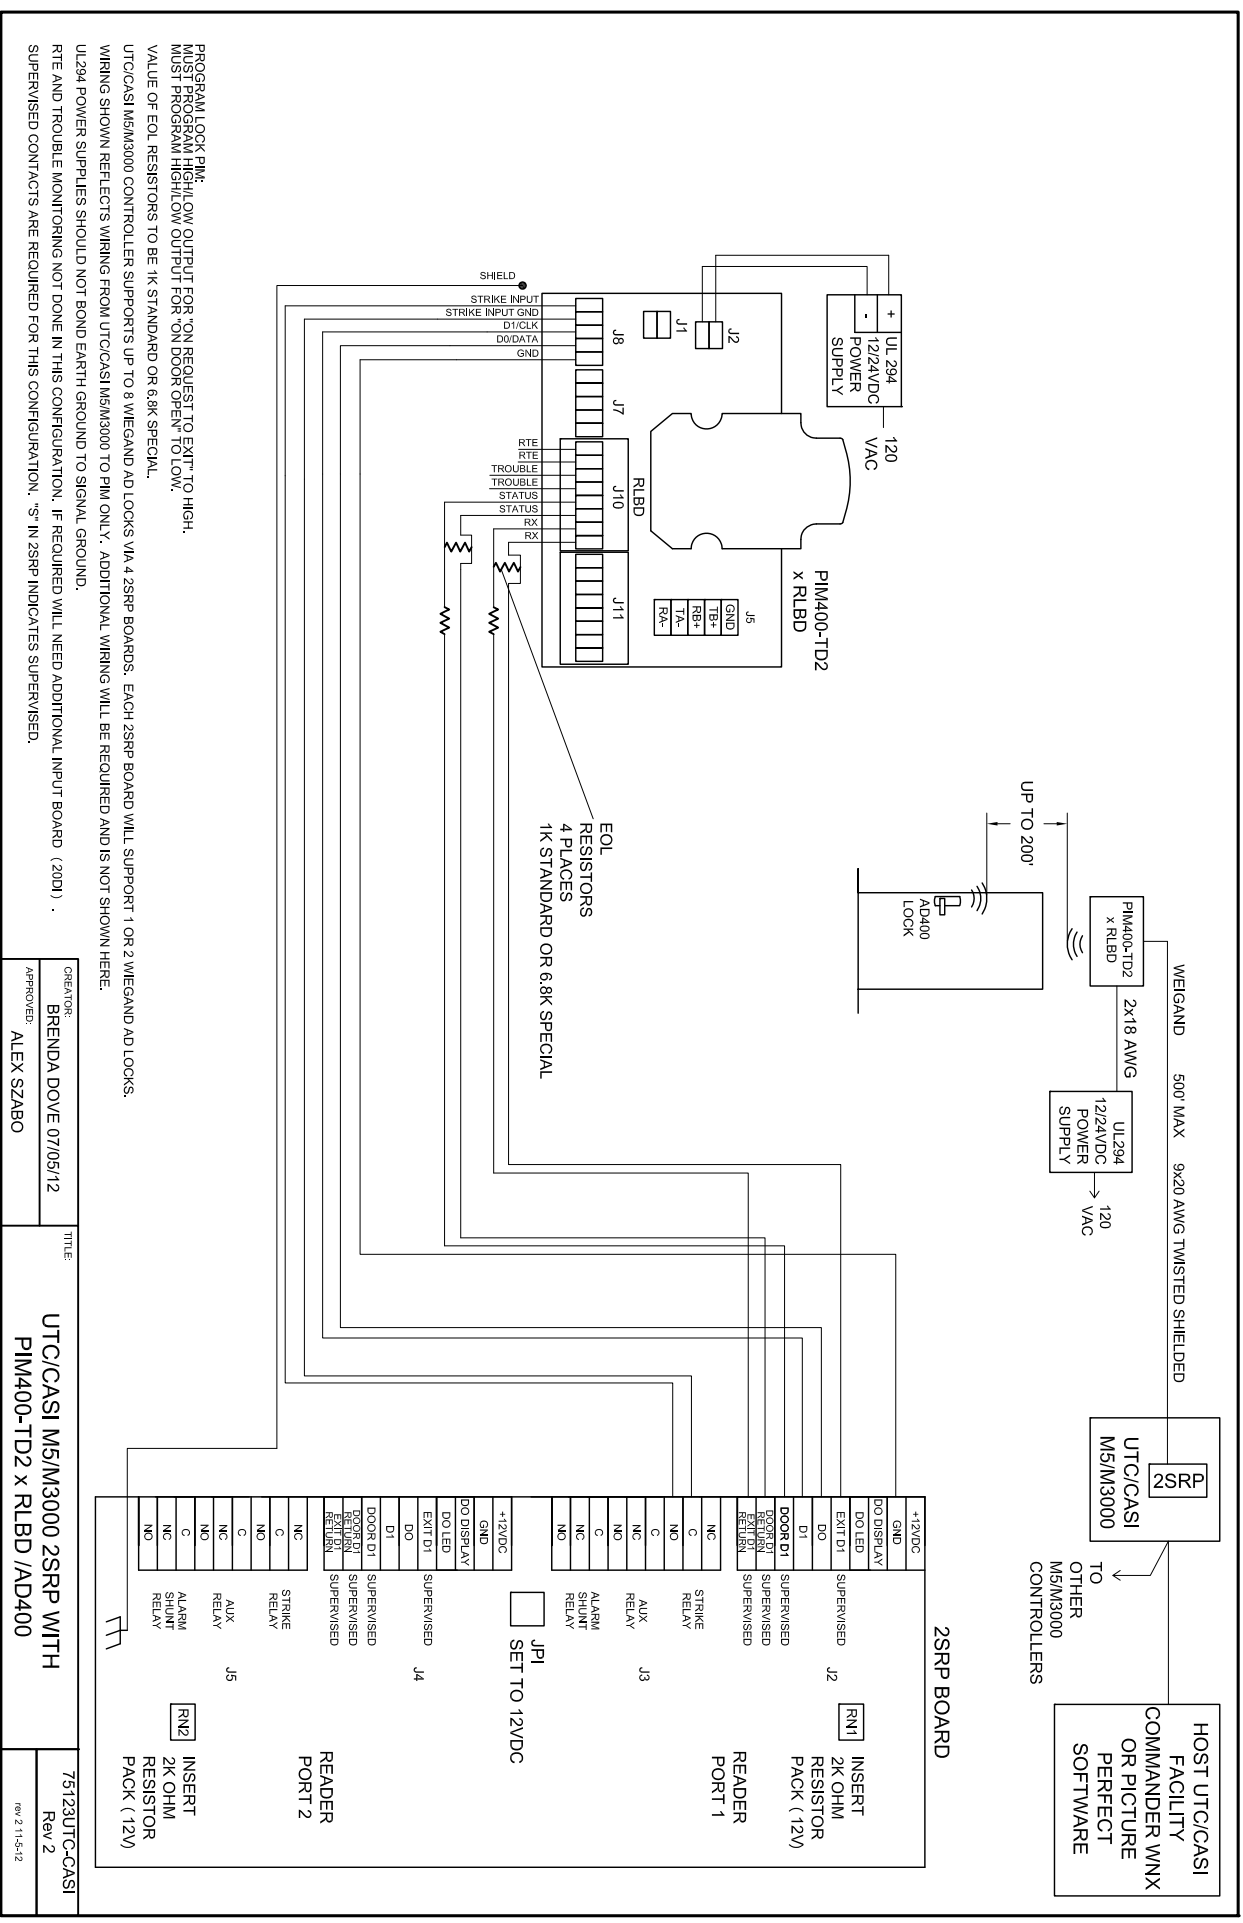 UL 294
12/24VDC
POWER
SUPPLY
+
-
120
VAC
J2
J1
PIM400-TD2
x RLBD
J5
GND
TB+
RB+
TA-
RA-
RLBD
J8
J7
J10
J11
SHIELD
STRIKE INPUT
STRIKE INPUT GND
D1/CLK
D0/DATA
GND
RTE
RTE
TROUBLE
TROUBLE
STATUS
STATUS
RX
RX
EOL
RESISTORS
4 PLACES
1K STANDARD OR 6.8K SPECIAL
UP TO 200'
AD400
LOCK
PIM400-TD2
x RLBD
2x18 AWG
UL294
12/24VDC
POWER
SUPPLY
120
VAC
WEIGAND 500' MAX 9x20 AWG TWISTED SHIELDED
2SRP
UTC/CASI
M5/M3000
TO
OTHER
M5/M3000
CONTROLLERS
HOST UTC/CASI
FACILITY
COMMANDER WNX
OR PICTURE
PERFECT
SOFTWARE
2SRP BOARD
+12VDC
GND
DO DISPLAY
DO LED
EXIT D1 SUPERVISED
DO
D1
DOOR D1 SUPERVISED
DOOR D1
RETURN SUPERVISED
EXIT D1
RETURN SUPERVISED
J2
RN1
INSERT
2K OHM
RESISTOR
PACK ( 12V)
READER
PORT 1
NC
C
NO
STRIKE
RELAY
C
NC
NO
AUX
RELAY
J3
C
NC
NO
ALARM
SHUNT
RELAY
JPI
SET TO 12VDC
+12VDC
GND
DO DISPLAY
DO LED
EXIT D1 SUPERVISED
DO
D1
DOOR D1 SUPERVISED
DOOR D1
RETURN SUPERVISED
EXIT D1
RETURN SUPERVISED
J4
READER
PORT 2
NC
C
NO
STRIKE
RELAY
C
NC
NO
AUX
RELAY
J5
C
NC
NO
ALARM
SHUNT
RELAY
RN2
INSERT
2K OHM
RESISTOR
PACK ( 12V)
PROGRAM LOCK PIM:
MUST PROGRAM HIGH/LOW OUTPUT FOR "ON REQUEST TO EXIT" TO HIGH.
MUST PROGRAM HIGH/LOW OUTPUT FOR "ON DOOR OPEN" TO LOW.
VALUE OF EOL RESISTORS TO BE 1K STANDARD OR 6.8K SPECIAL.
UTC/CASI M5/M3000 CONTROLLER SUPPORTS UP TO 8 WIEGAND AD LOCKS VIA 4 2SRP BOARDS. EACH 2SRP BOARD WILL SUPPORT 1 OR 2 WIEGAND AD LOCKS.
WIRING SHOWN REFLECTS WIRING FROM UTC/CASI M5/M3000 TO PIM ONLY. ADDITIONAL WIRING WILL BE REQUIRED AND IS NOT SHOWN HERE.
UL294 POWER SUPPLIES SHOULD NOT BOND EARTH GROUND TO SIGNAL GROUND.
RTE AND TROUBLE MONITORING NOT DONE IN THIS CONFIGURATION. IF REQUIRED WILL NEED ADDITIONAL INPUT BOARD (20DI) .
SUPERVISED CONTACTS ARE REQUIRED FOR THIS CONFIGURATION. "S" IN 2SRP INDICATES SUPERVISED.
CREATOR:
BRENDA DOVE 07/05/12
APPROVED:
ALEX SZABO
TITLE:
UTC/CASI M5/M3000 2SRP WITH
PIM400-TD2 x RLBD /AD400
75123UTC-CASI
Rev 2
rev 2 11-5-12